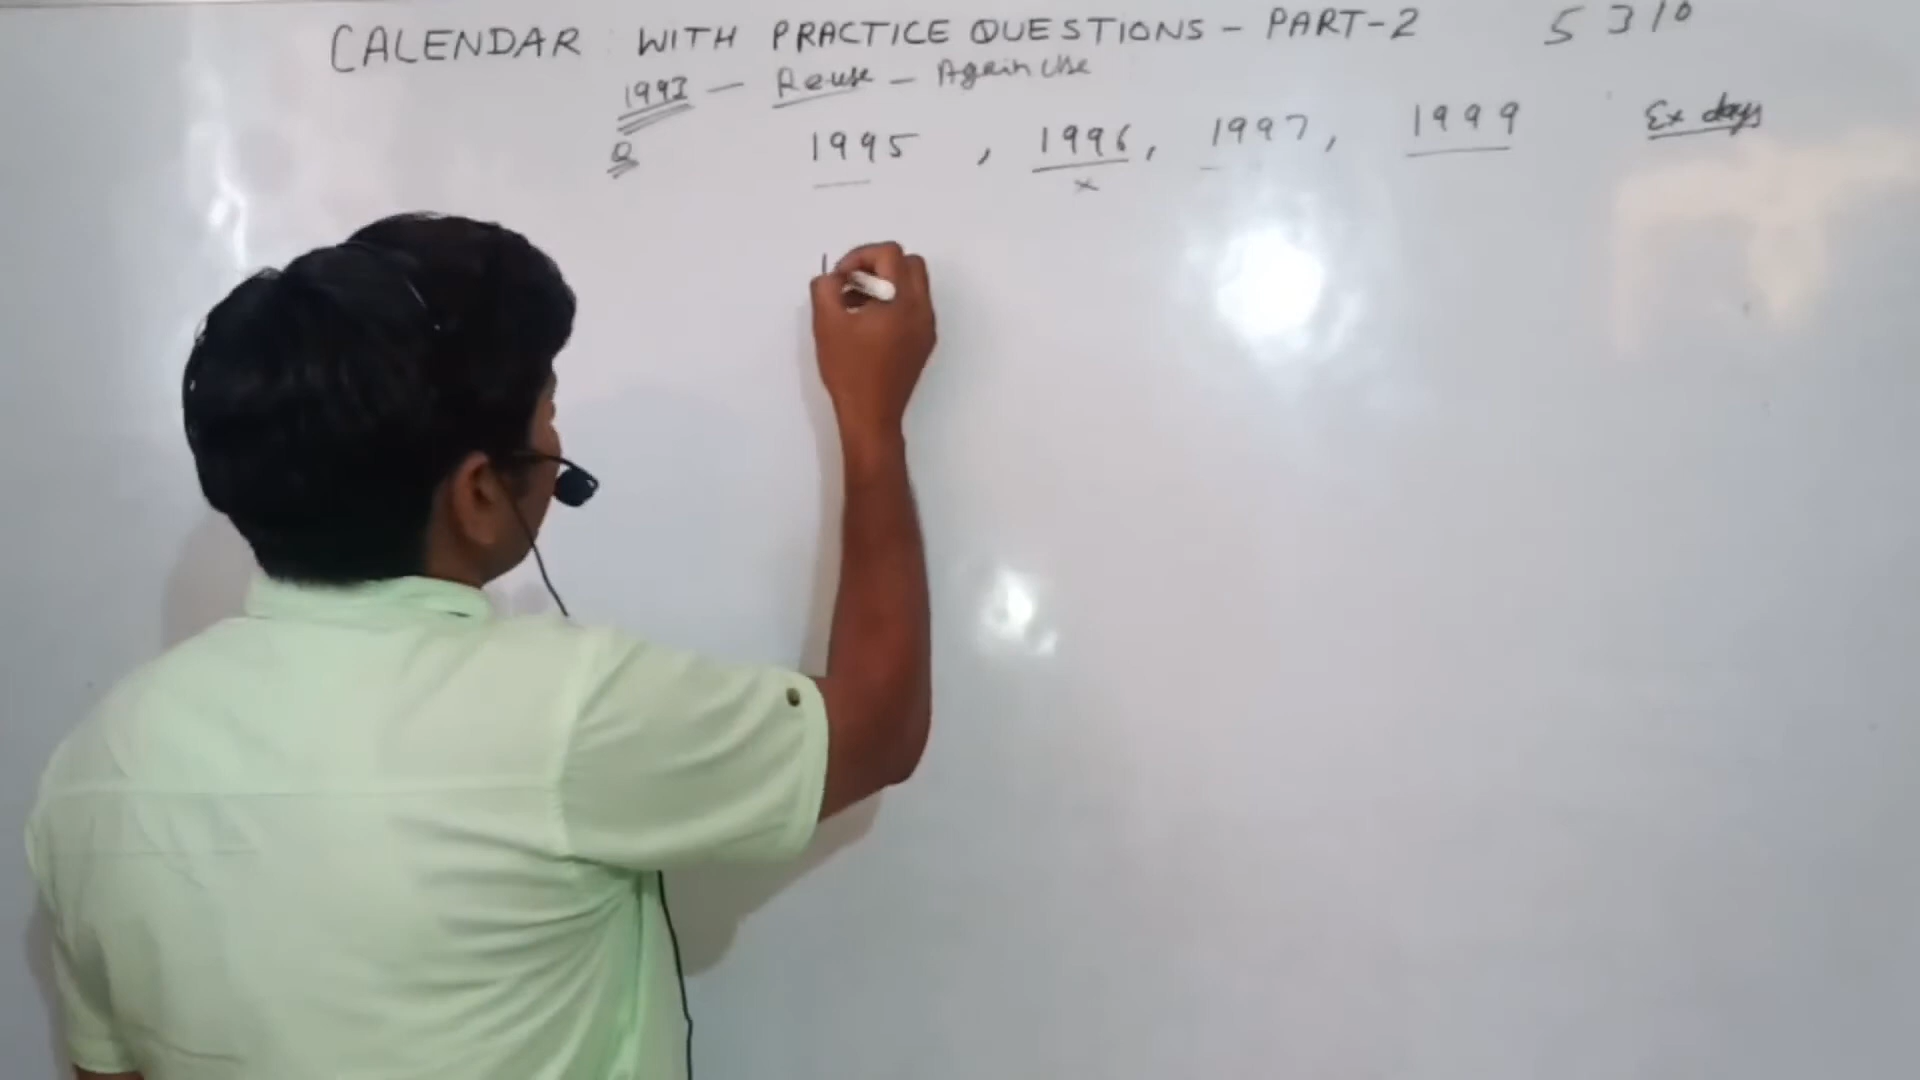 CALENDAR WITH PRACTICE QUESTIONS - PART-2 5 3 1 0
1993 - Reuse - Again Use
Q 1995 , 1996 , 1997 , 1999 Ex days
x